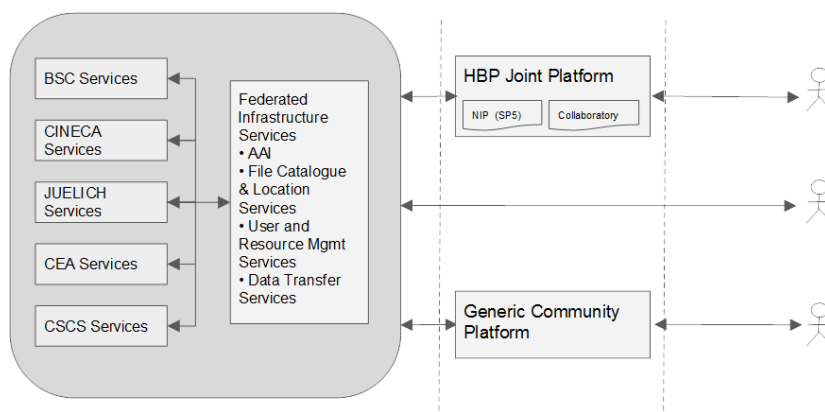 BSC Services
CINECA
Services
JUELICH
Services
CEA Services
CSCS Services
Federated
Infrastructure
Services
• AAI
• File Catalogue
& Location
Services
• User and
Resource Mgmt
Services
• Data Transfer
Services
HBP Joint Platform
NIP (SP5)
Collaboratory
Generic Community
Platform